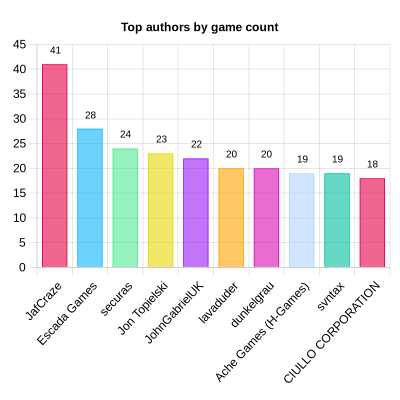 Top authors by game count
45
40
35
30
25
20
15
10
5
0
41
28
24
23
22
20
20
19
19
18
JafCraze
Escada Games
securas
Jon Topielski
JohnGabrielUK
lavaduder
dunkelgrau
Ache Games (H-Games)
svntax
CIULLO CORPORATION